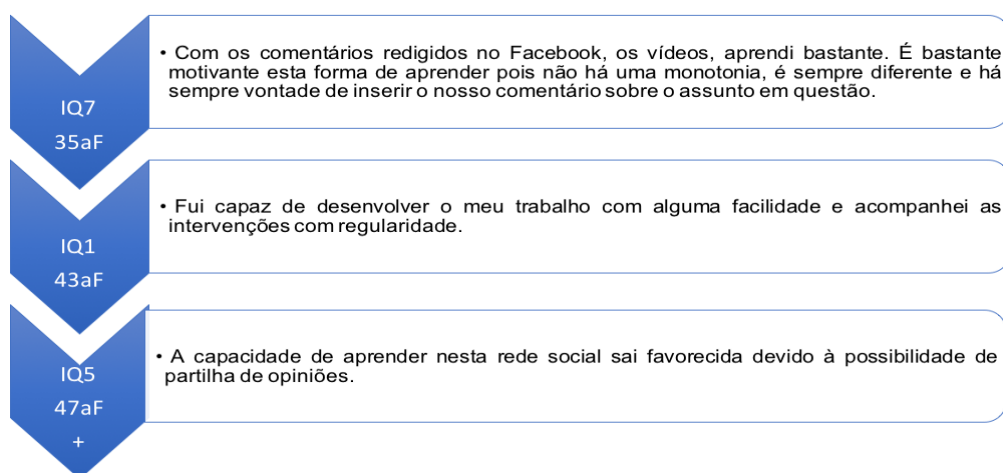 • Com os comentários redigidos no Facebook, os vídeos, aprendi bastante. É bastante
motivante esta forma de aprender pois não há uma monotonia, é sempre diferente e há
sempre vontade de inserir o nosso comentário sobre o assunto em questão.
IQ7
35aF
• Fui capaz de desenvolver o meu trabalho com alguma facilidade e acompanhei as
intervenções com regularidade.
IQ1
43aF
• A capacidade de aprender nesta rede social sai favorecida devido à possibilidade de
partilha de opiniões.
IQ5
47aF
+